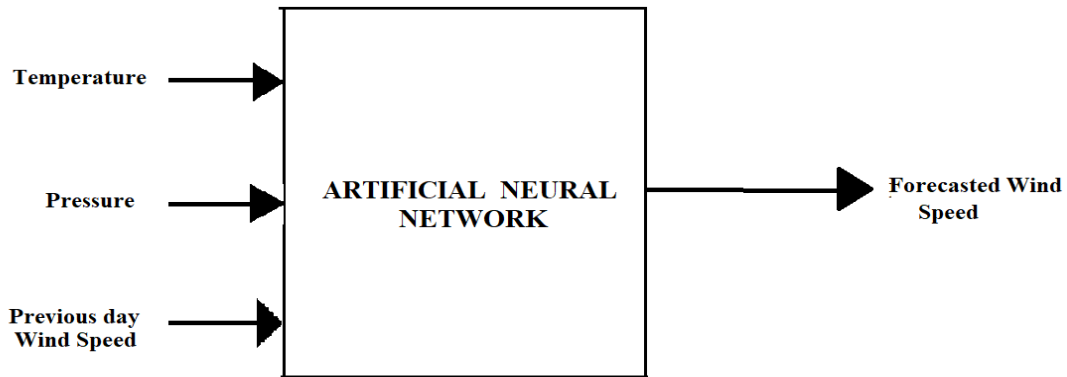 Temperature
Pressure
Previous day
Wind Speed
ARTIFICIAL NEURAL
NETWORK
Forecasted Wind
Speed